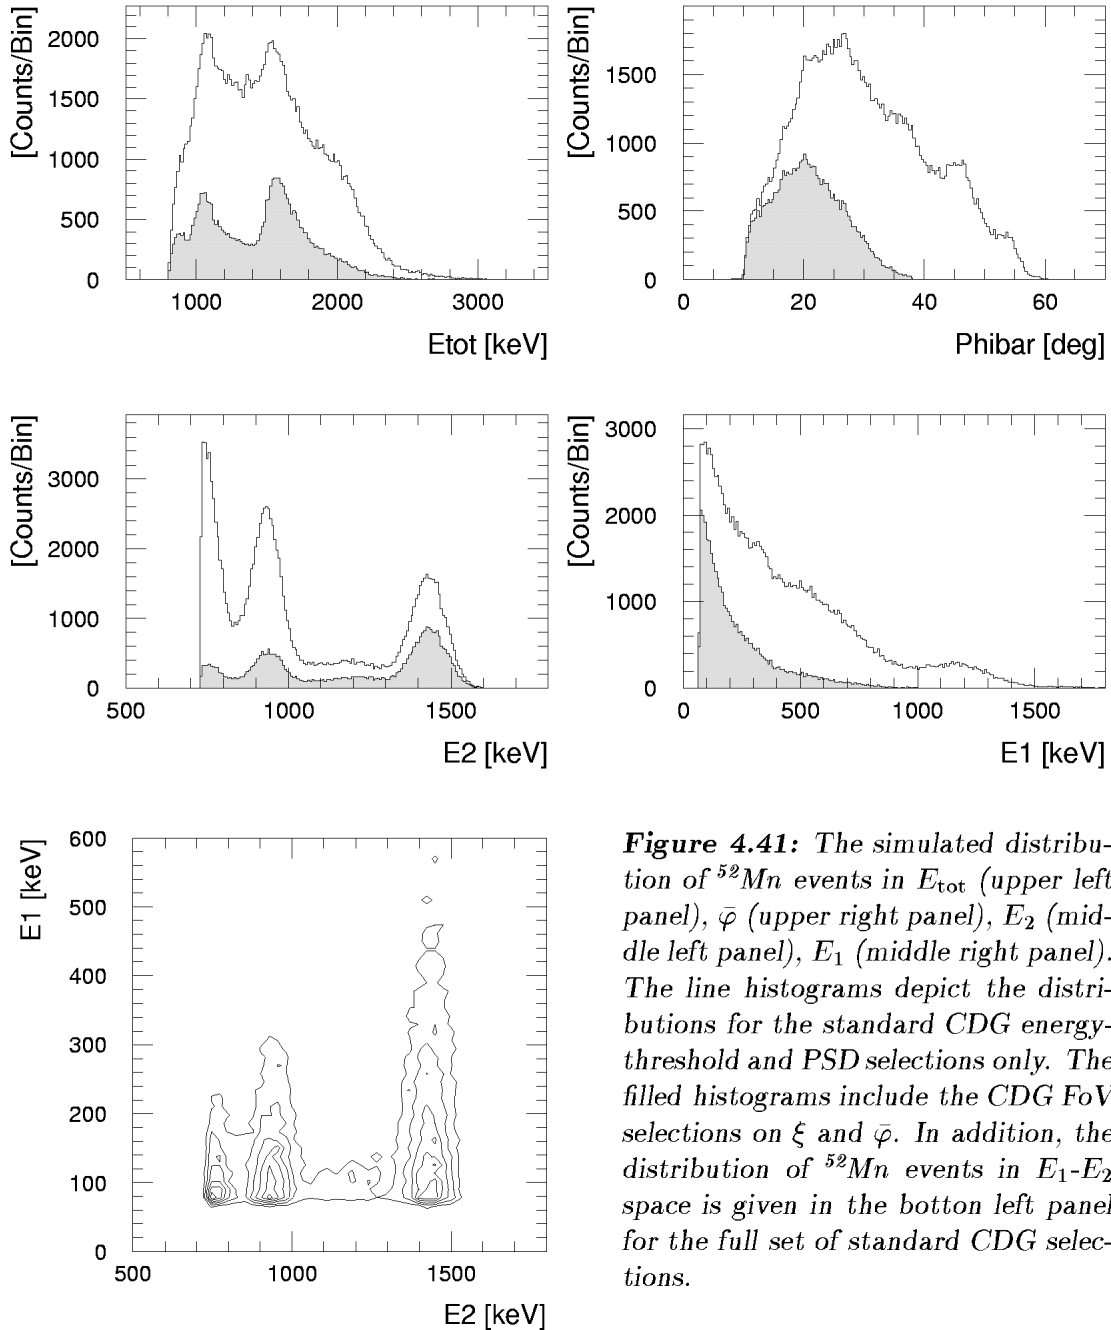 [Counts/Bin]
2000
1500
1000
500
0
1000
2000
3000
Etot [keV]
[Counts/Bin]
1500
1000
500
0
0
20
40
60
Phibar [deg]
[Counts/Bin]
3000
2000
1000
0
500
1000
1500
E2 [keV]
[Counts/Bin]
3000
2000
1000
0
0
500
1000
1500
E1 [keV]
E1 [keV]
600
500
400
300
200
100
0
500
1000
1500
E2 [keV]
Figure 4.41: The simulated distribu-
tion of ⁵²Mn events in E_tot (upper left
panel), φ̄ (upper right panel), E₂ (mid-
dle left panel), E₁ (middle right panel).
The line histograms depict the distri-
butions for the standard CDG energy-
threshold and PSD selections only. The
filled histograms include the CDG FoV
selections on ξ and φ̄. In addition, the
distribution of ⁵²Mn events in E₁-E₂
space is given in the botton left panel
for the full set of standard CDG selec-
tions.